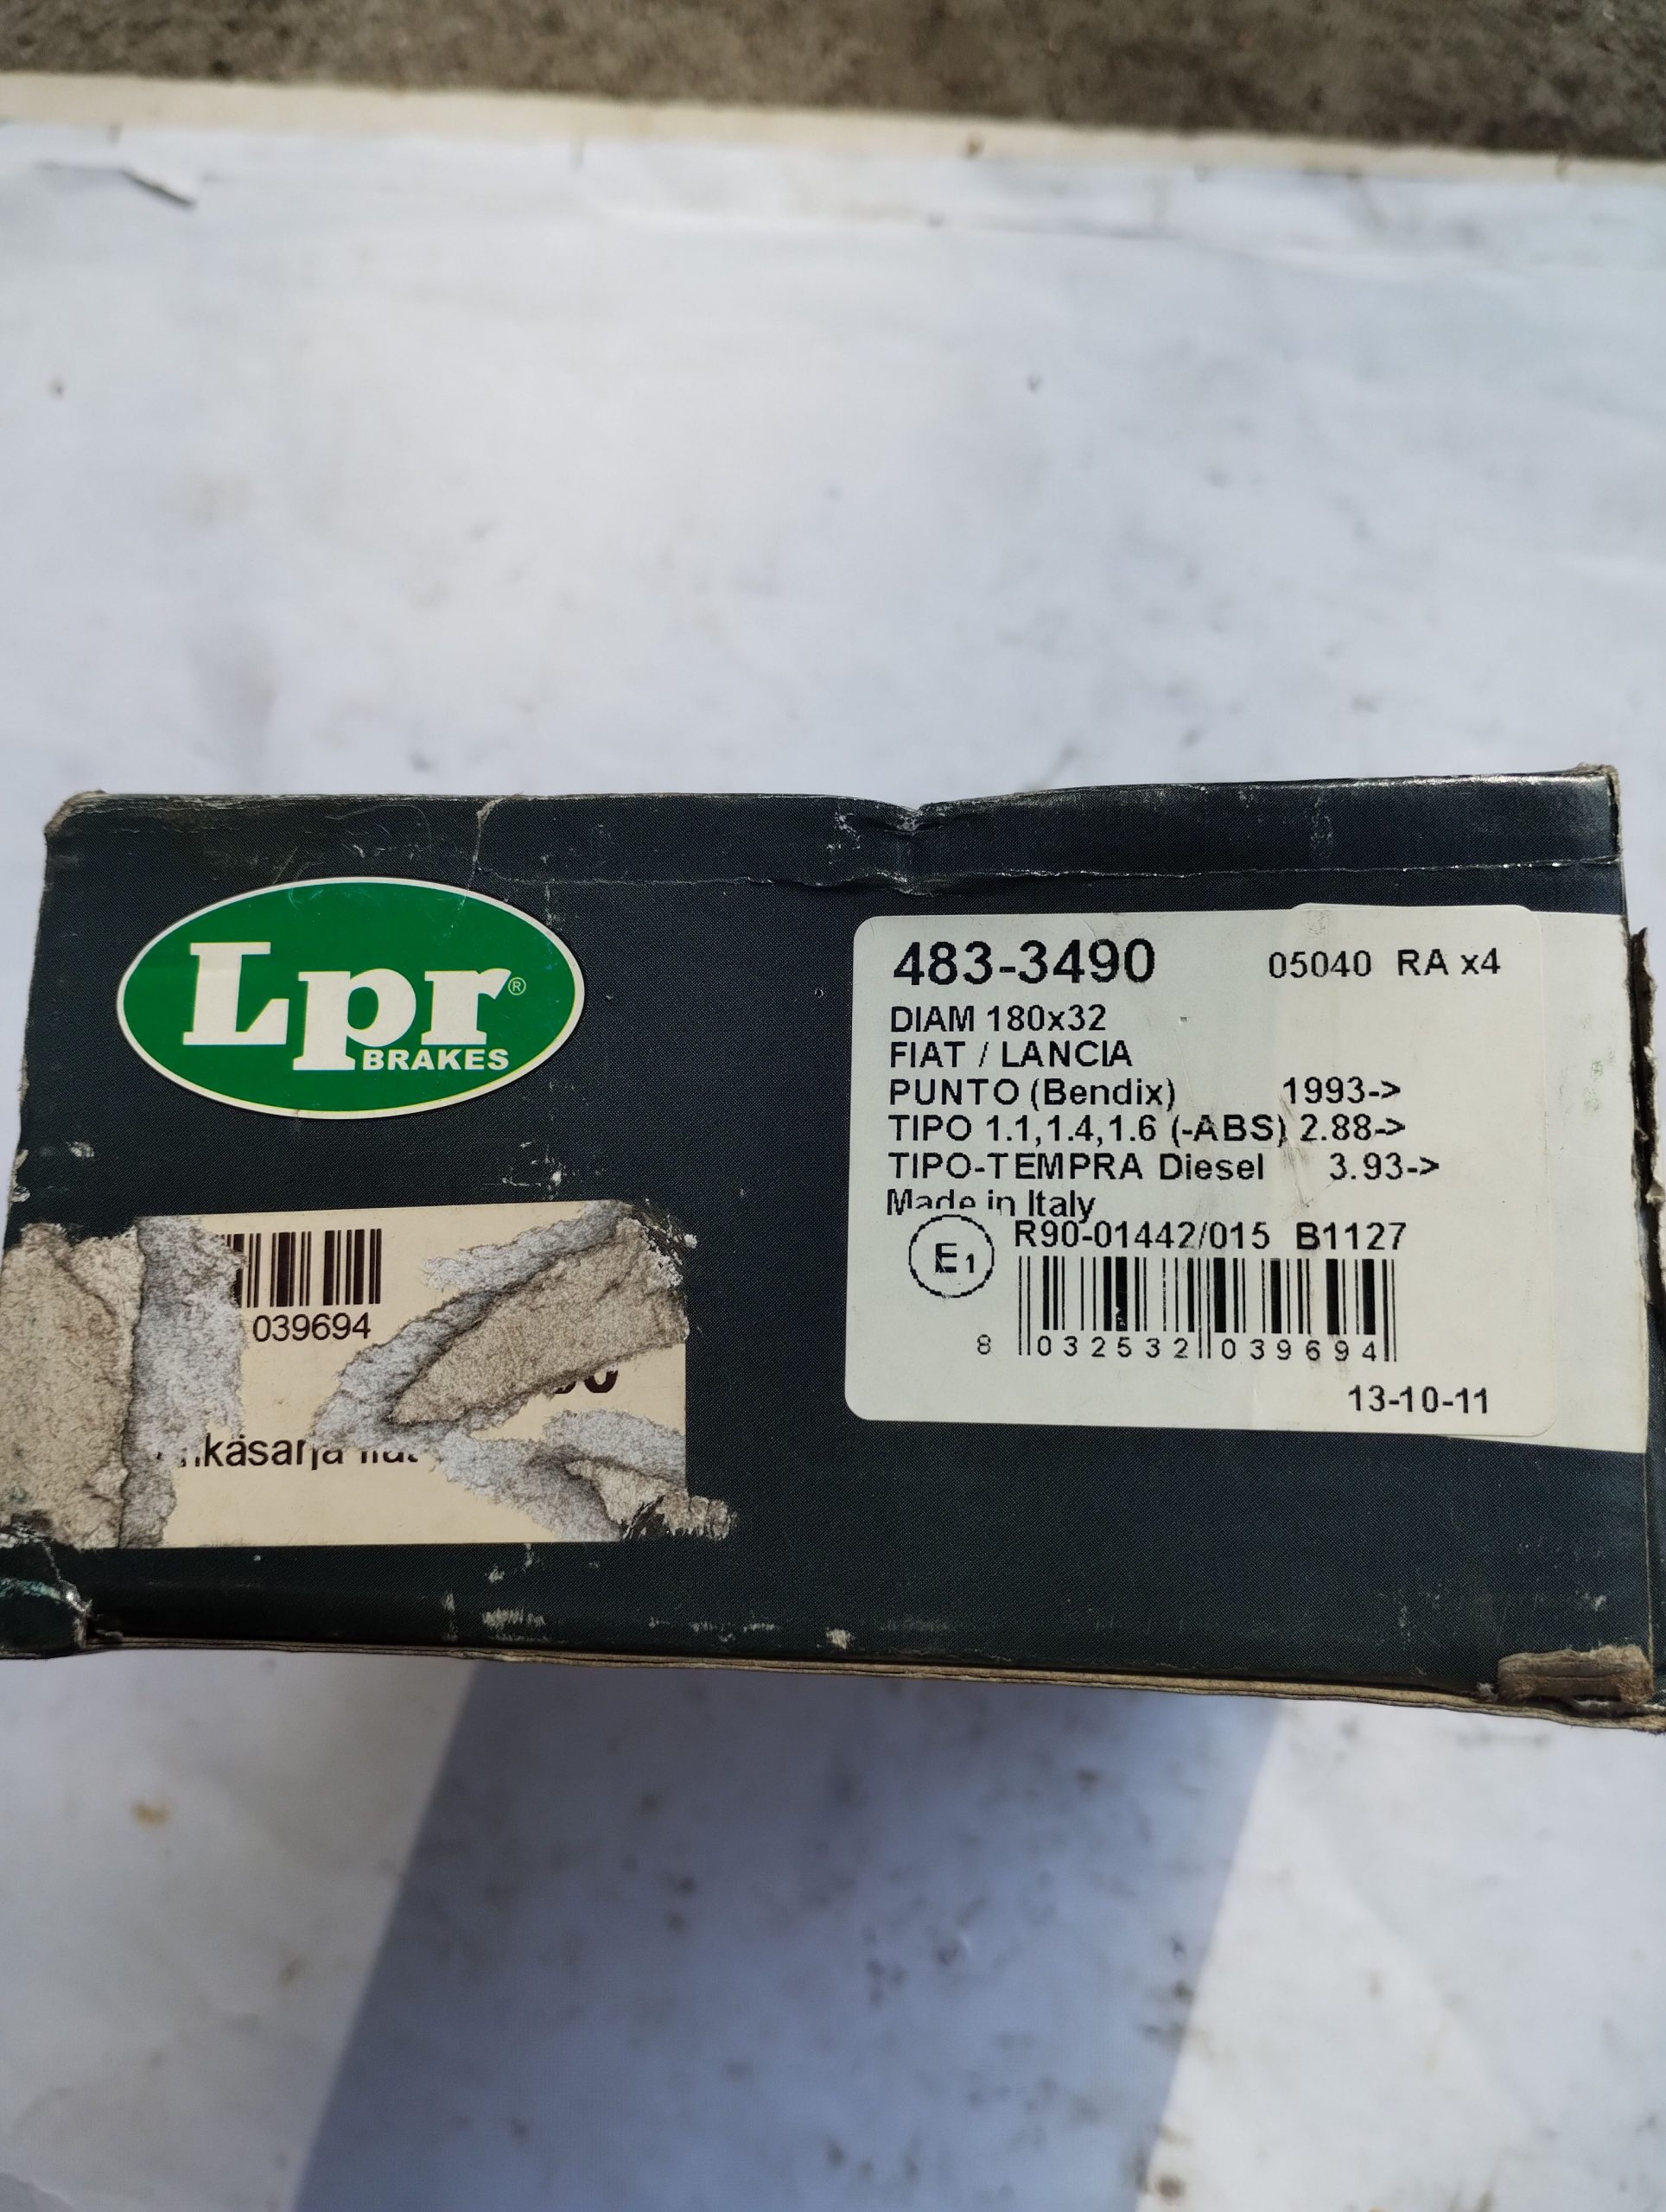 Lpr®
BRAKES
483-3490 05040 RA x4
DIAM 180x32
FIAT / LANCIA
PUNTO (Bendix) 1993->
TIPO 1.1,1.4,1.6 (-ABS) 2.88->
TIPO-TEMPRA Diesel 3.93->
Made in Italy
E1 R90-01442/015 B1127
8 032532 039694
13-10-11
039694